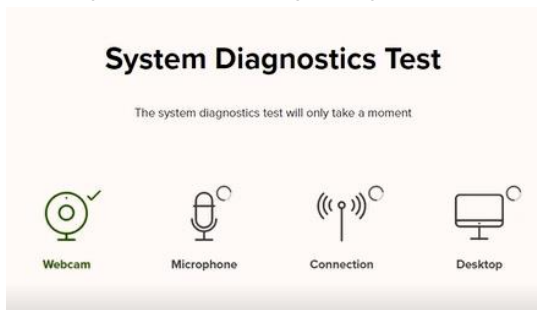 System Diagnostics Test
The system diagnostics test will only take a moment
Webcam
Microphone
Connection
Desktop